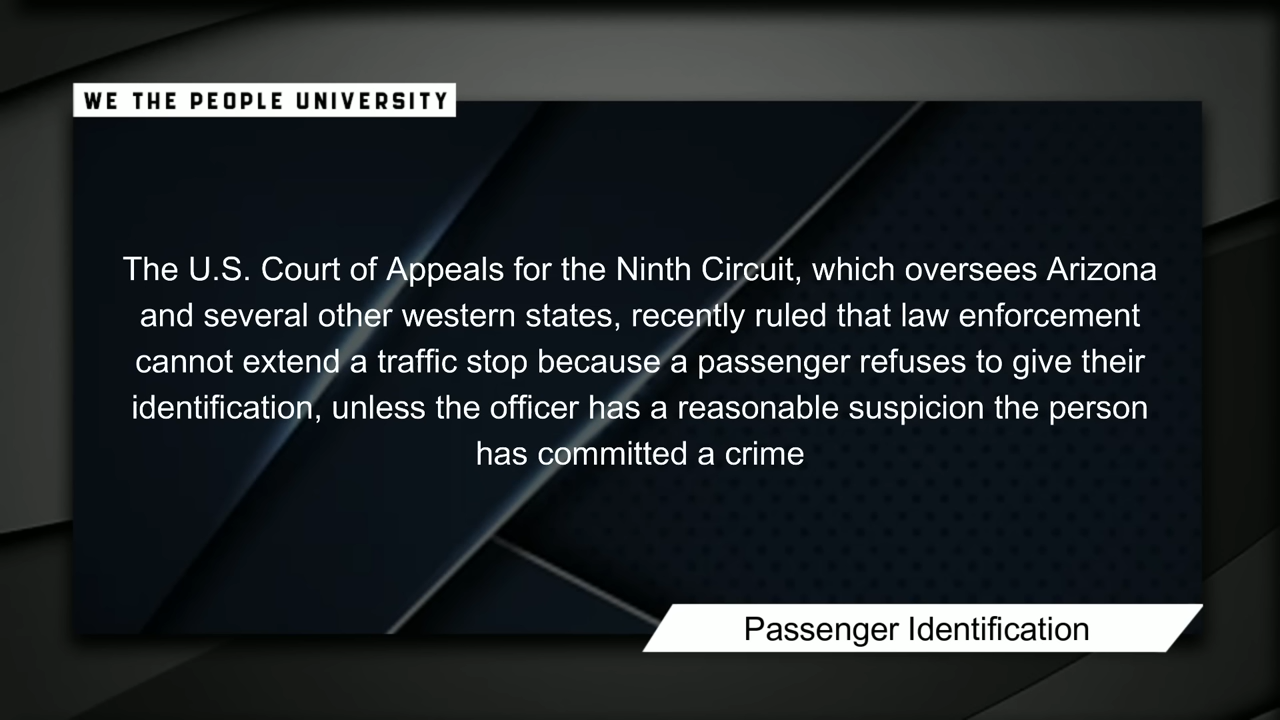 WE THE PEOPLE UNIVERSITY
The U.S. Court of Appeals for the Ninth Circuit, which oversees Arizona
and several other western states, recently ruled that law enforcement
cannot extend a traffic stop because a passenger refuses to give their
identification, unless the officer has a reasonable suspicion the person
has committed a crime
Passenger Identification